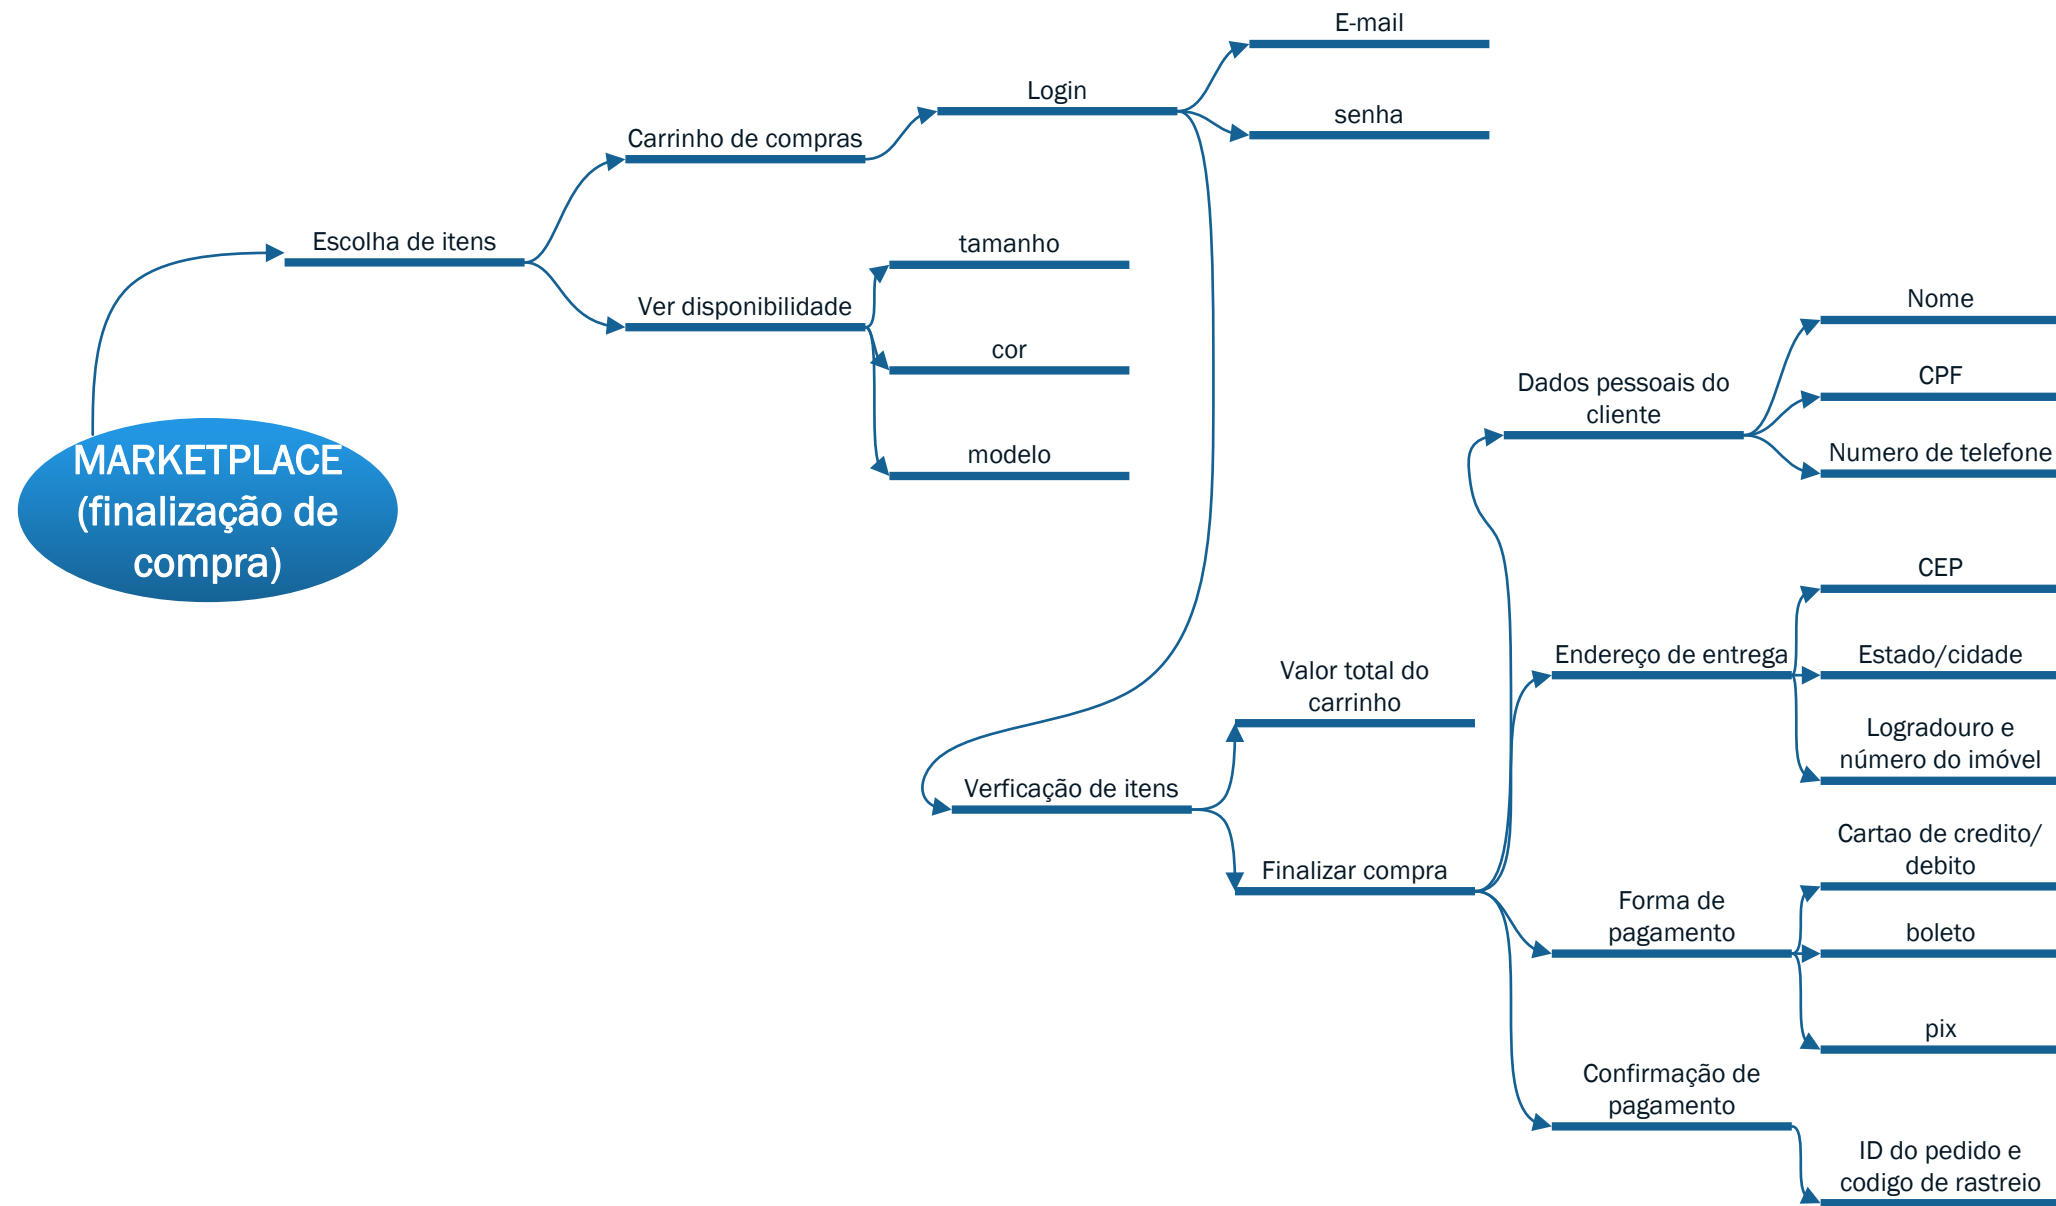 MARKETPLACE
(finalização de
compra)
Escolha de itens
Carrinho de compras
Login
E-mail
senha
Ver disponibilidade
tamanho
cor
modelo
Verficação de itens
Valor total do
carrinho
Finalizar compra
Dados pessoais do
cliente
Nome
CPF
Numero de telefone
Endereço de entrega
CEP
Estado/cidade
Logradouro e
número do imóvel
Forma de
pagamento
Cartao de credito/
debito
boleto
pix
Confirmação de
pagamento
ID do pedido e
codigo de rastreio